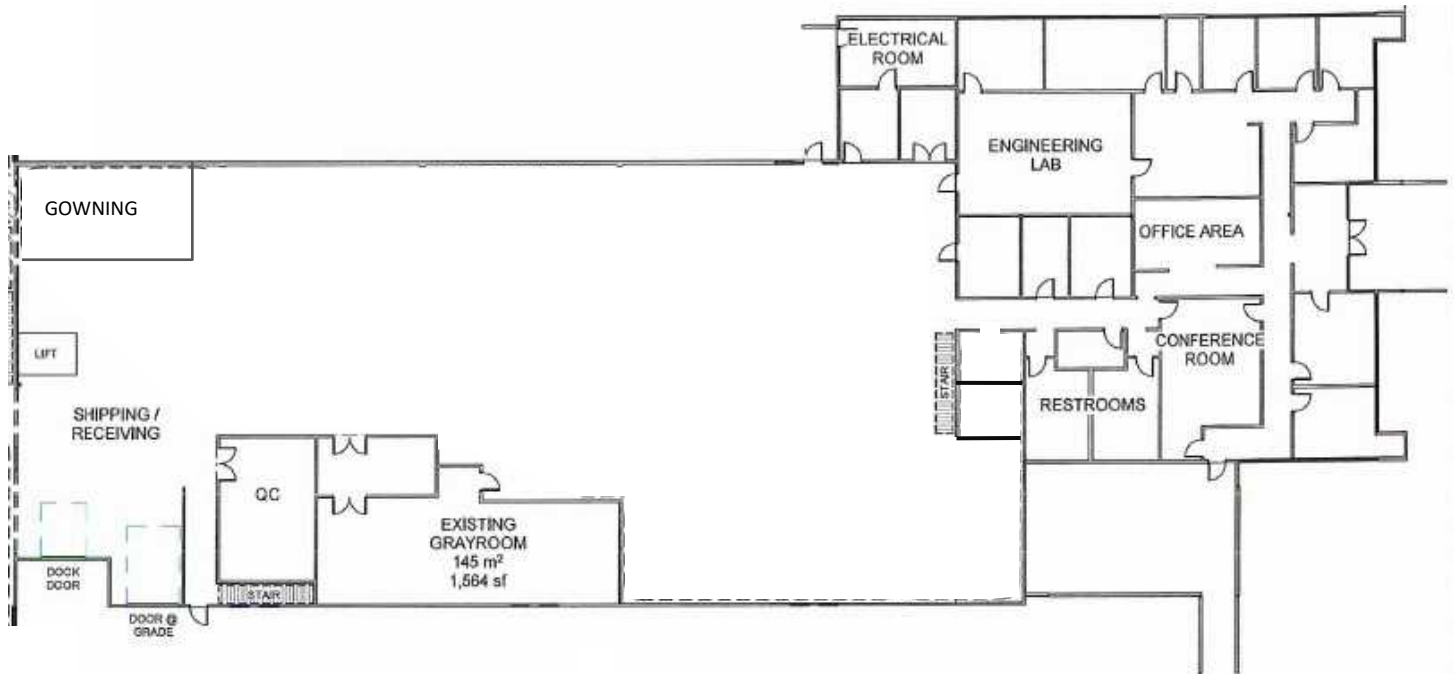 ELECTRICAL
ROOM
ENGINEERING
LAB
GOWNING
OFFICE AREA
LIFT
CONFERENCE
ROOM
STAIR
SHIPPING /
RECEIVING
RESTROOMS
QC
EXISTING
GRAYROOM
145 m²
1,564 sf
DOCK
DOOR
STAIR
DOOR @
GRADE